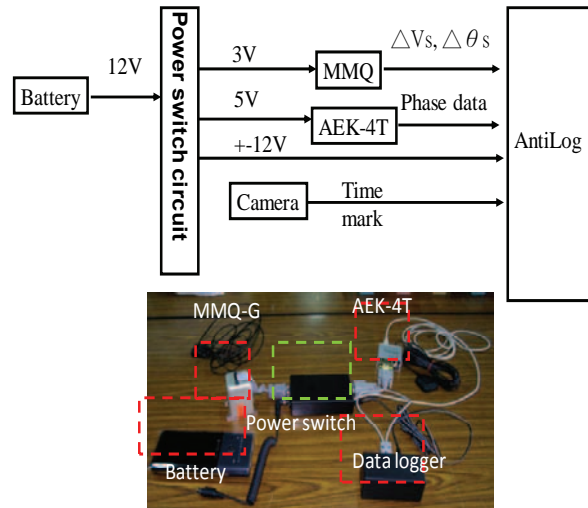 12V
Battery
Power switch circuit
3V
MMQ
△Vs, △θs
5V
AEK-4T
Phase data
+-12V
AntiLog
Camera
Time
mark
MMQ-G
AEK-4T
Power switch
Battery
Data logger